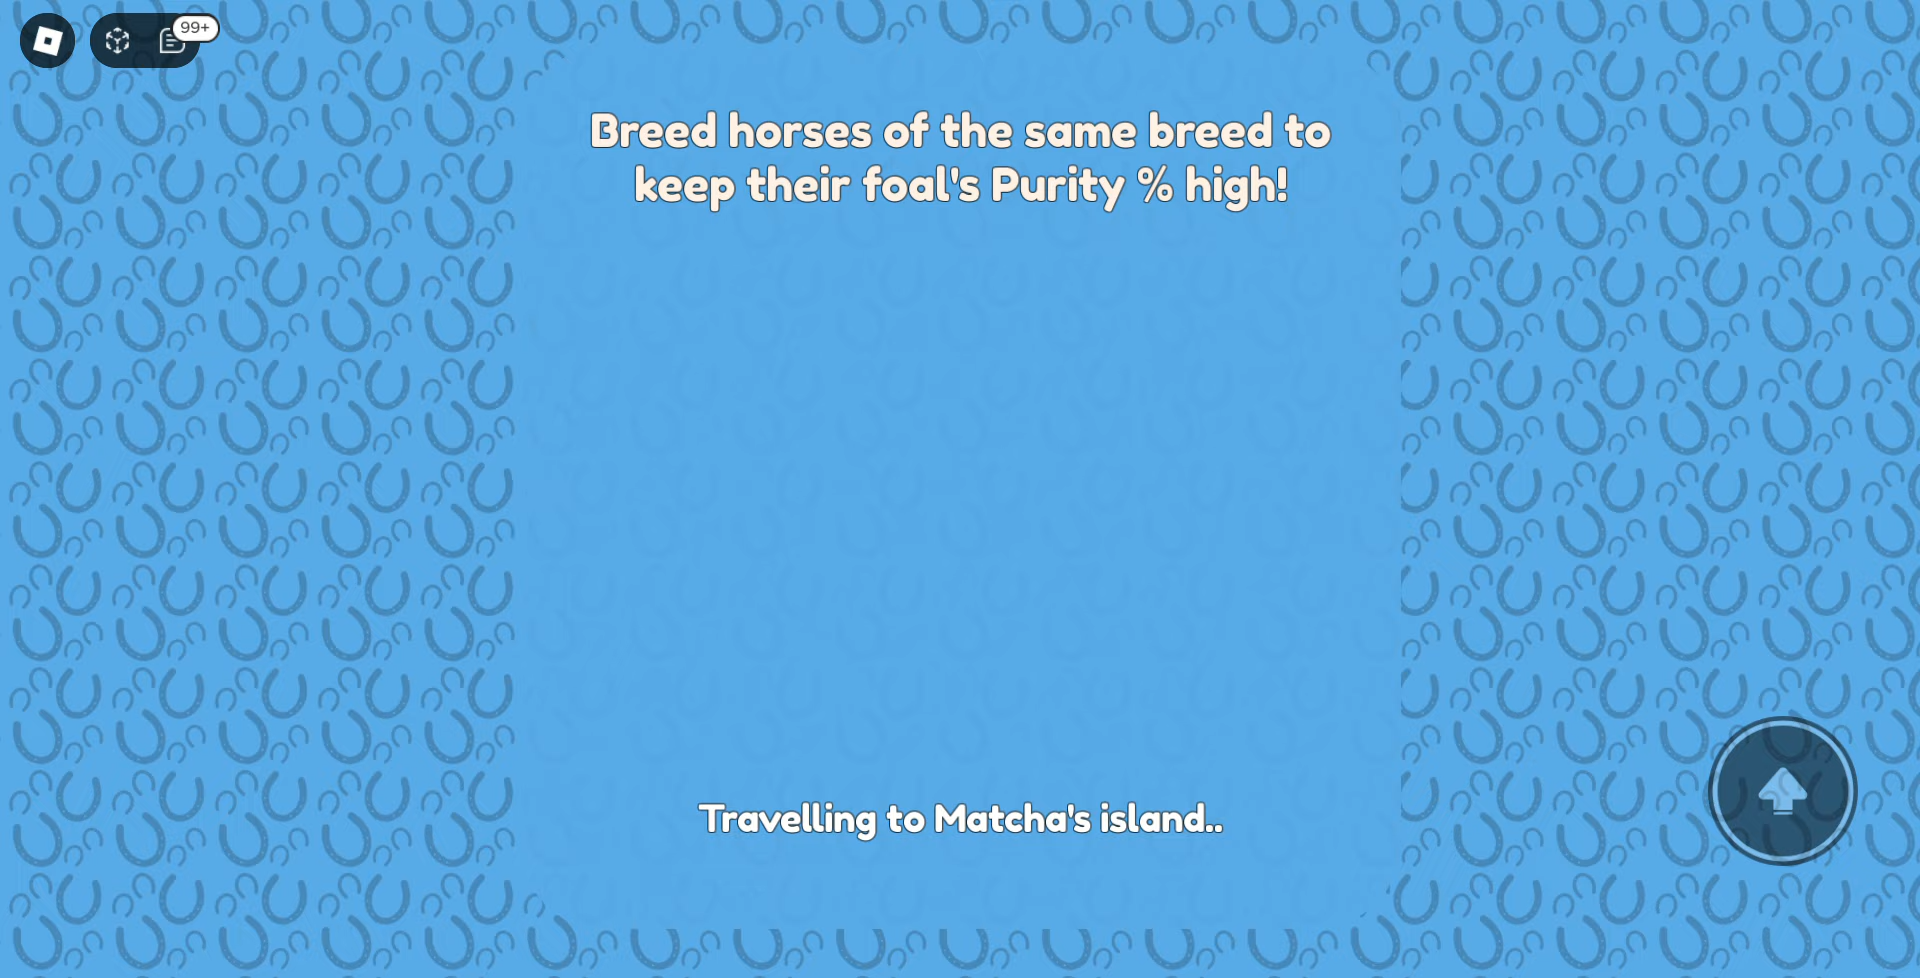 99+
Breed horses of the same breed to
keep their foal's Purity % high!
Travelling to Matcha's island..